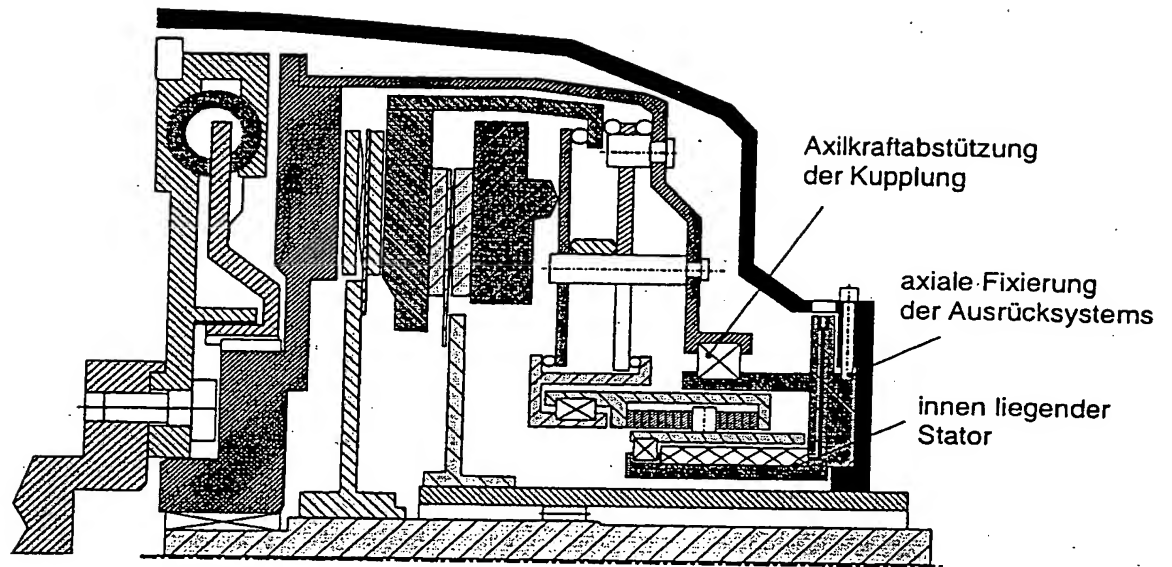 Axilkraftabstützung
der Kupplung
axiale Fixierung
der Ausrücksystems
innen liegender
Stator